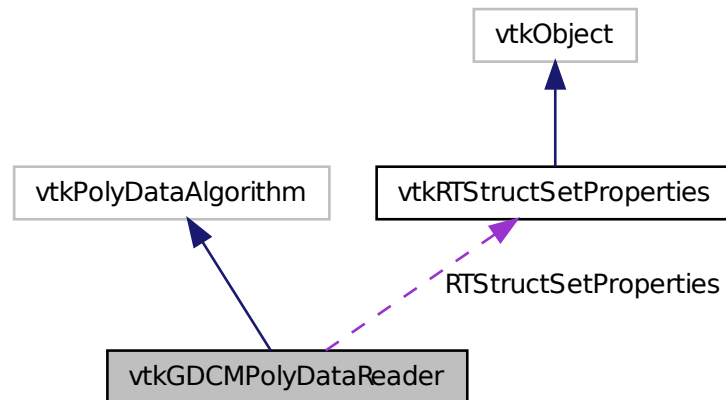 vtkObject
vtkPolyDataAlgorithm
vtkRTStructSetProperties
RTStructSetProperties
vtkGDCMPolyDataReader